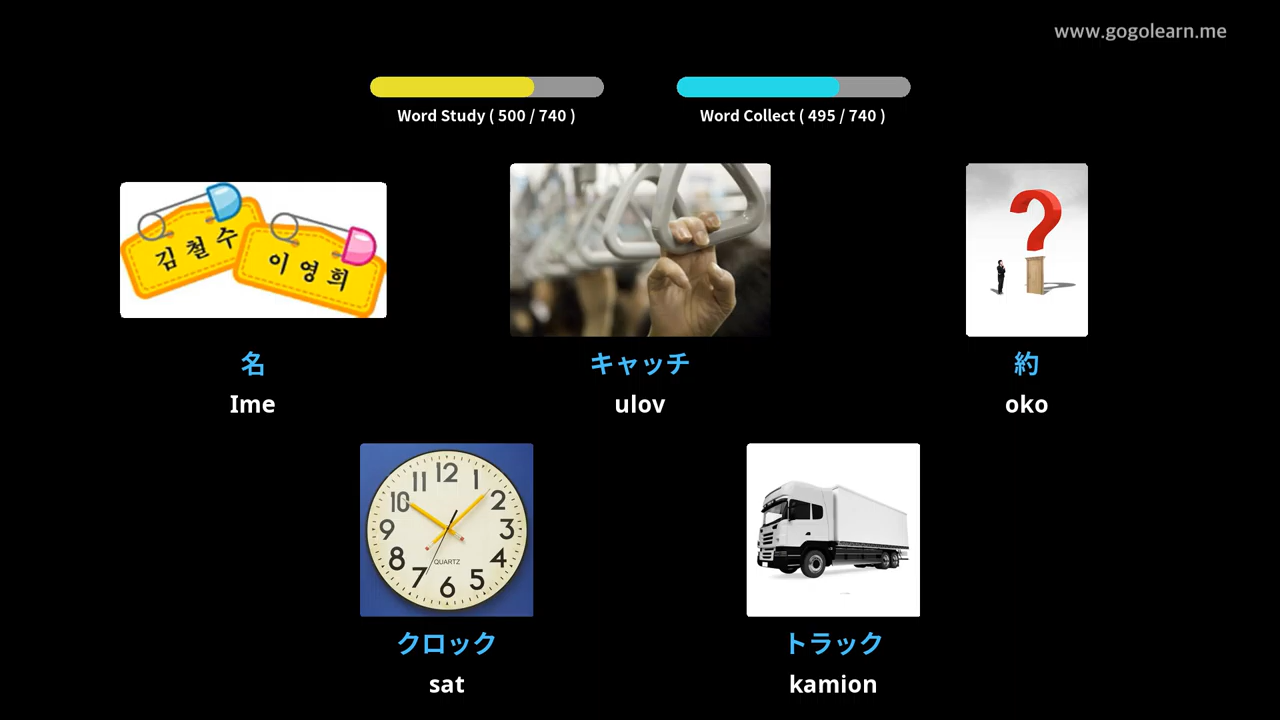 www.gogolearn.me
Word Study ( 500 / 740 )
Word Collect ( 495 / 740 )
김철수
이영희
名
Ime
キャッチ
ulov
約
oko
12
1
2
3
4
5
6
7
8
9
10
11
QUARTZ
クロック
sat
トラック
kamion